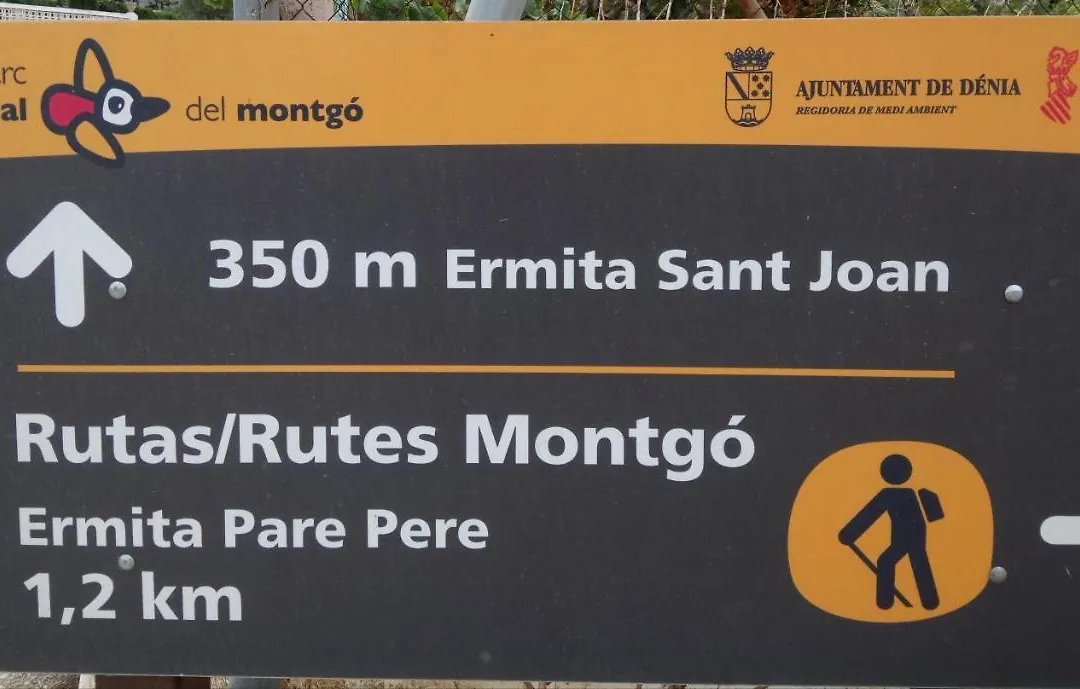 arc
al del montgó
AJUNTAMENT DE DÉNIA
REGIDORIA DE MEDI AMBIENT
350 m Ermita Sant Joan
Rutas/Rutes Montgó
Ermita Pare Pere
1,2 km